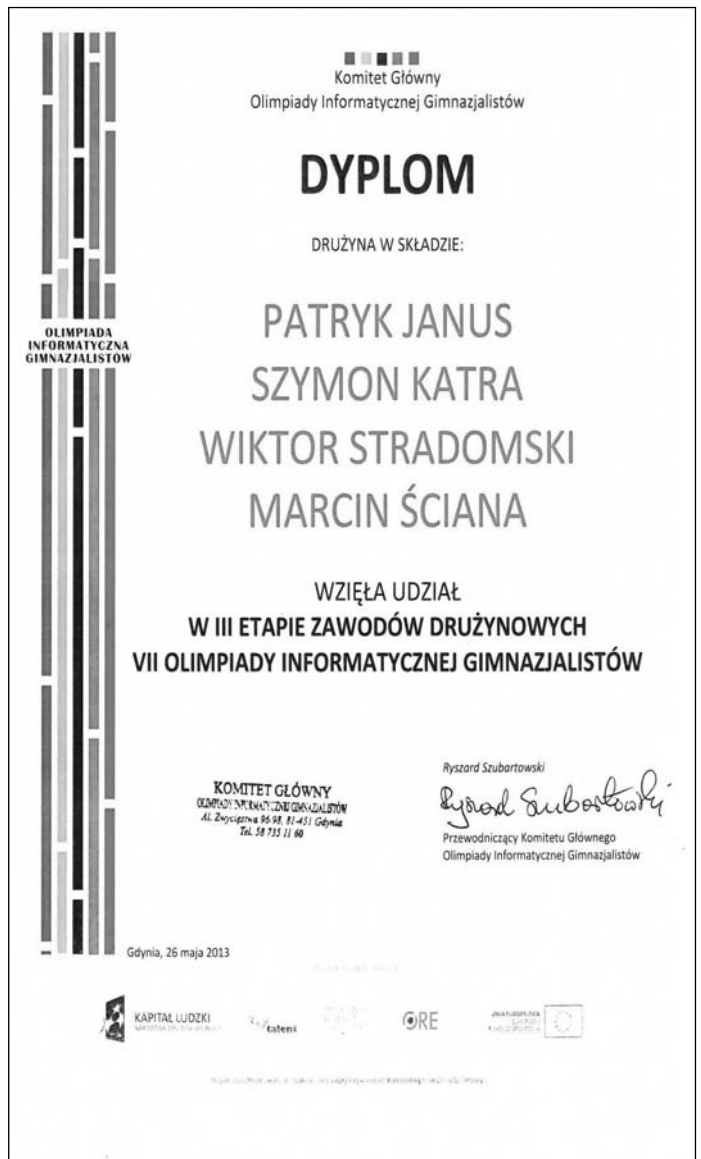 Komitet Główny
Olimpiady Informatycznej Gimnazjalistów
DYPLOM
DRUŻYNA W SKŁADZIE:
OLIMPIADA
INFORMATYCZNA
GIMNAZJALISTÓW
PATRYK JANUS
SZYMON KATRA
WIKTOR STRADOMSKI
MARCIN ŚCIANA
WZIĘŁA UDZIAŁ
W III ETAPIE ZAWODÓW DRUŻYNOWYCH
VII OLIMPIADY INFORMATYCZNEJ GIMNAZJALISTÓW
KOMITET GŁÓWNY
OLIMPIADY INFORMATYCZNEJ GIMNAZJALISTÓW
Al. Zwycięstwa 96/98, 81-451 Gdynia
Tel. 58 735 11 60
Ryszard Szubartowski
Ryszard Szubartowski
Przewodniczący Komitetu Głównego
Olimpiady Informatycznej Gimnazjalistów
Gdynia, 26 maja 2013
KAPITAŁ LUDZKI
talent
ORE